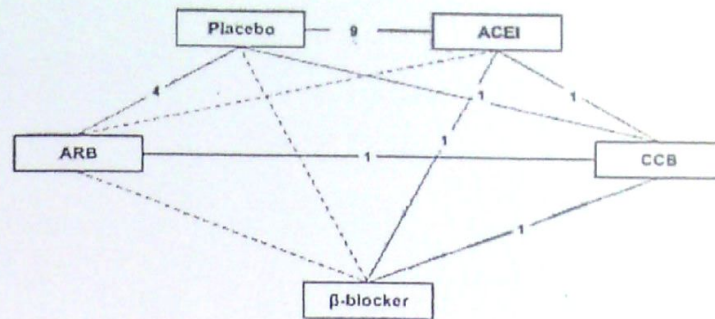 Placebo 9 ACEI
4 1 1
ARB 1 1 CCB
1
β-blocker